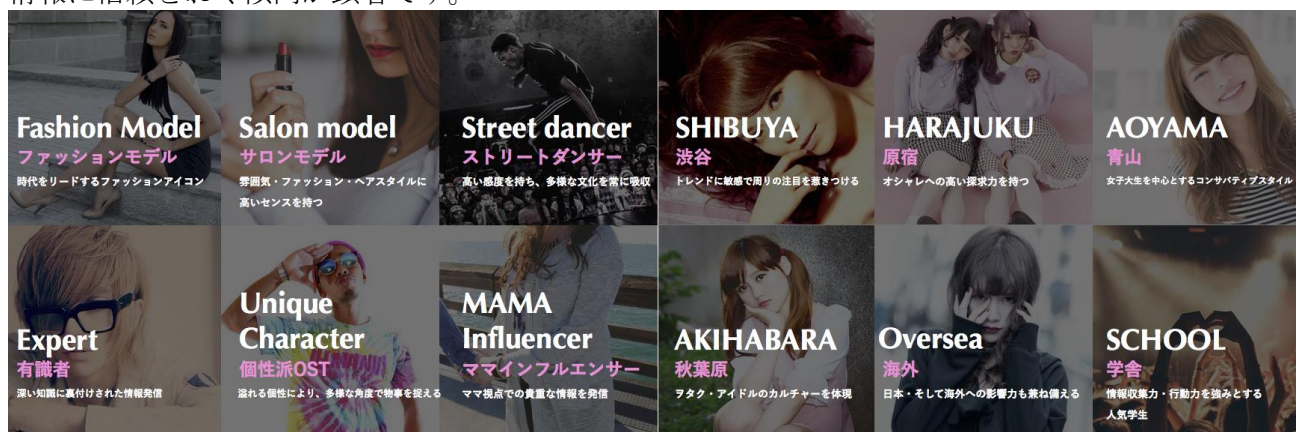 情報に信頼をおく傾向が顕著です。
Fashion Model
ファッションモデル
時代をリードするファッションアイコン
Salon model
サロンモデル
雰囲気・ファッション・ヘアスタイルに
高いセンスを持つ
Street dancer
ストリートダンサー
高い感度を持ち、多様な文化を常に吸収
SHIBUYA
渋谷
トレンドに敏感で周りの注目を惹きつける
HARAJUKU
原宿
オシャレへの高い探求力を持つ
AOYAMA
青山
女子大生を中心とするコンサバティブスタイル
Expert
有識者
深い知識に裏付けされた情報発信
Unique
Character
個性派OST
溢れる個性により、多様な角度で物事を捉える
MAMA
Influencer
ママインフルエンサー
ママ視点での貴重な情報を発信
AKIHABARA
秋葉原
ヲタク・アイドルのカルチャーを体現
Oversea
海外
日本・そして海外への影響力も兼ね備える
SCHOOL
学舎
情報収集力・行動力を強みとする
人気学生